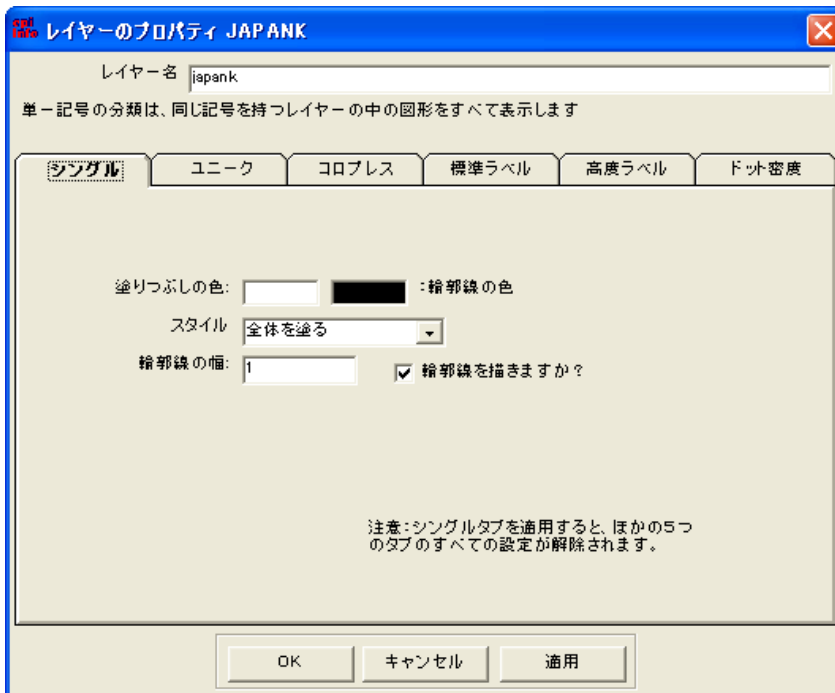 epi info レイヤーのプロパティ JAPANK
レイヤー名 japank
単一記号の分類は、同じ記号を持つレイヤーの中の図形をすべて表示します
シングル ユニーク コロプレス 標準ラベル 高度ラベル ドット密度
塗りつぶしの色: :輪郭線の色
スタイル 全体を塗る
輪郭線の幅: 1 輪郭線を描きますか？
注意:シングルタブを適用すると、ほかの5つ
のタブのすべての設定が解除されます。
OK キャンセル 適用